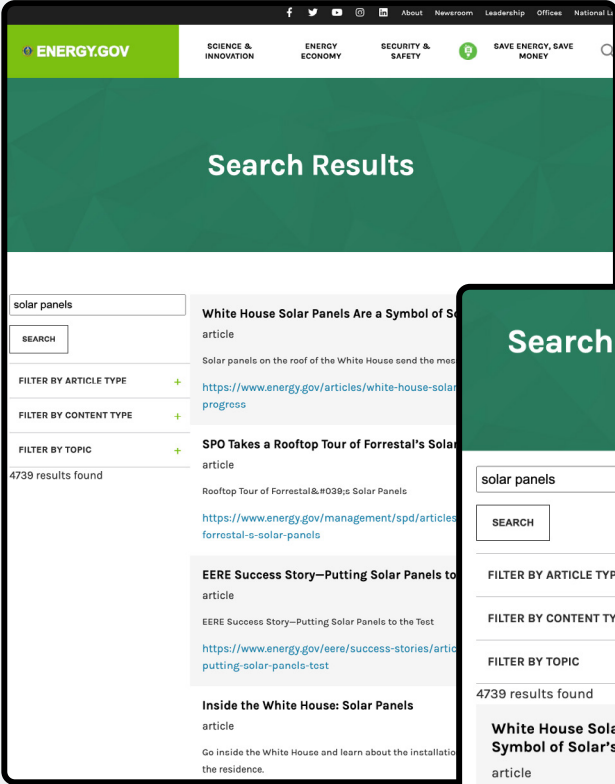 About Newsroom Leadership Offices National La
ENERGY.GOV
SCIENCE &
INNOVATION
ENERGY
ECONOMY
SECURITY &
SAFETY
SAVE ENERGY, SAVE
MONEY
Search Results
solar panels
SEARCH
FILTER BY ARTICLE TYPE +
FILTER BY CONTENT TYPE +
FILTER BY TOPIC +
4739 results found
White House Solar Panels Are a Symbol of So
article
Solar panels on the roof of the White House send the mes
https://www.energy.gov/articles/white-house-solar
progress
SPO Takes a Rooftop Tour of Forrestal's Solar
article
Rooftop Tour of Forrestal&#039;s Solar Panels
https://www.energy.gov/management/spd/articles
forrestal-s-solar-panels
EERE Success Story—Putting Solar Panels to
article
EERE Success Story—Putting Solar Panels to the Test
https://www.energy.gov/eere/success-stories/artic
putting-solar-panels-test
Inside the White House: Solar Panels
article
Go inside the White House and learn about the installatio
the residence.
Search
solar panels
SEARCH
FILTER BY ARTICLE TYP
FILTER BY CONTENT TY
FILTER BY TOPIC
4739 results found
White House Sola
Symbol of Solar's
article